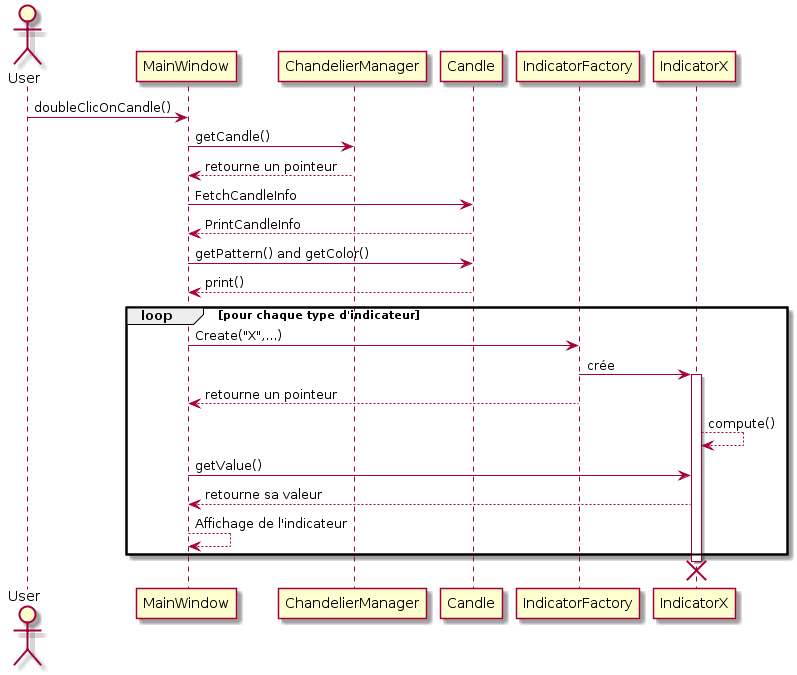 User
MainWindow ChandelierManager Candle IndicatorFactory IndicatorX
doubleClicOnCandle()
getCandle()
retourne un pointeur
FetchCandleInfo
PrintCandleInfo
getPattern() and getColor()
print()
loop [pour chaque type d'indicateur]
Create("X",...)
crée
retourne un pointeur
compute()
getValue()
retourne sa valeur
Affichage de l'indicateur
User
MainWindow ChandelierManager Candle IndicatorFactory IndicatorX